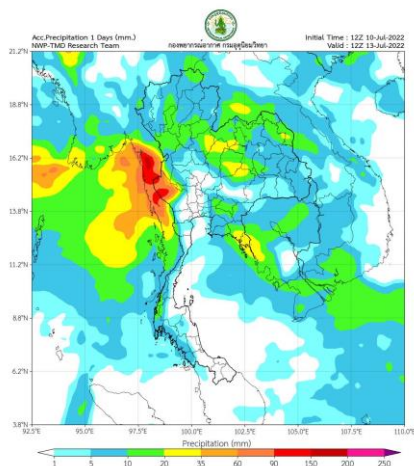 Acc.Precipitation 1 Days (mm.)
NWP-TMD Research Team
กองพยากรณ์อากาศ กรมอุตุนิยมวิทยา
Initial Time : 12Z 10-Jul-2022
Valid : 12Z 13-Jul-2022
21.2°N
18.8°N
16.2°N
13.8°N
11.2°N
8.8°N
6.2°N
3.8°N
92.5°E 95.0°E 97.5°E 100.0°E 102.5°E 105.0°E 107.5°E 110.0°E
Precipitation (mm)
1 5 10 20 35 60 90 150 200 250